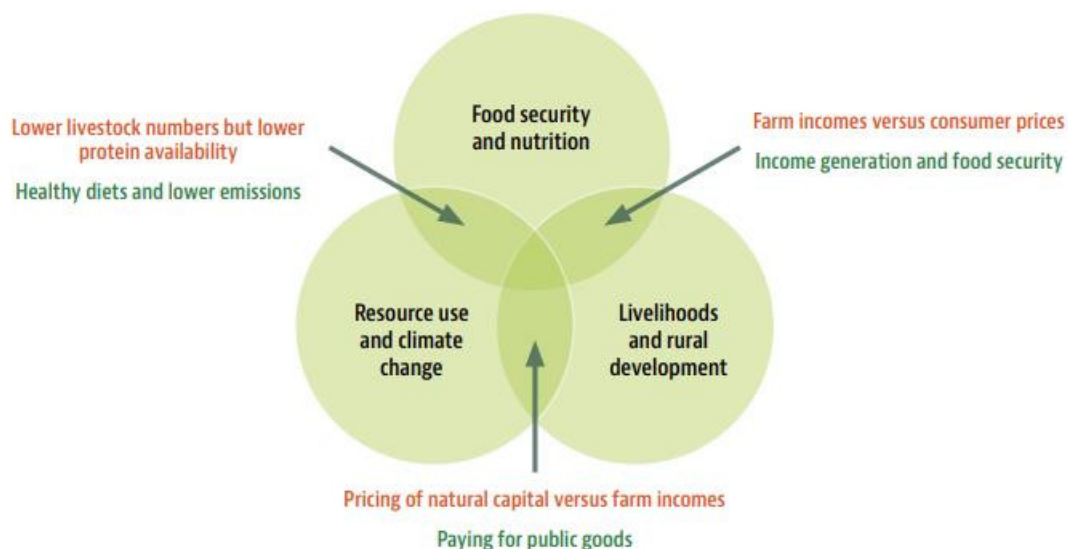 Food security
and nutrition
Lower livestock numbers but lower
protein availability
Healthy diets and lower emissions
Farm incomes versus consumer prices
Income generation and food security
Resource use
and climate
change
Livelihoods
and rural
development
Pricing of natural capital versus farm incomes
Paying for public goods